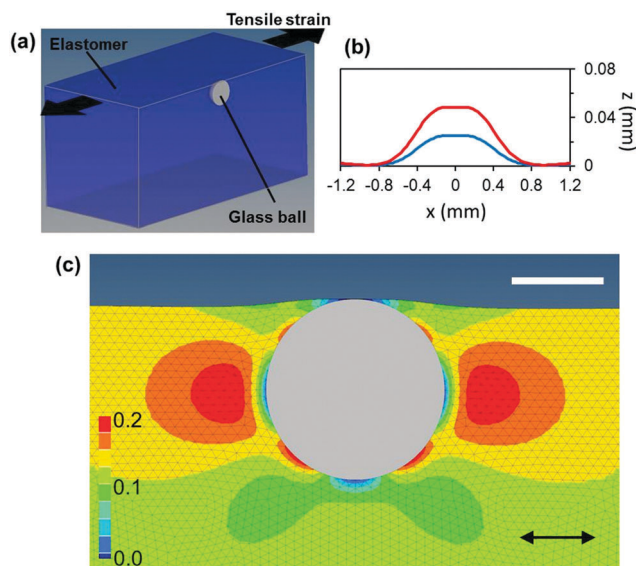 (a)
Tensile strain
Elastomer
Glass ball
(b)
0.08
0.04
0
z (mm)
-1.2 -0.8 -0.4 0 0.4 0.8 1.2
x (mm)
(c)
0.2
0.1
0.0